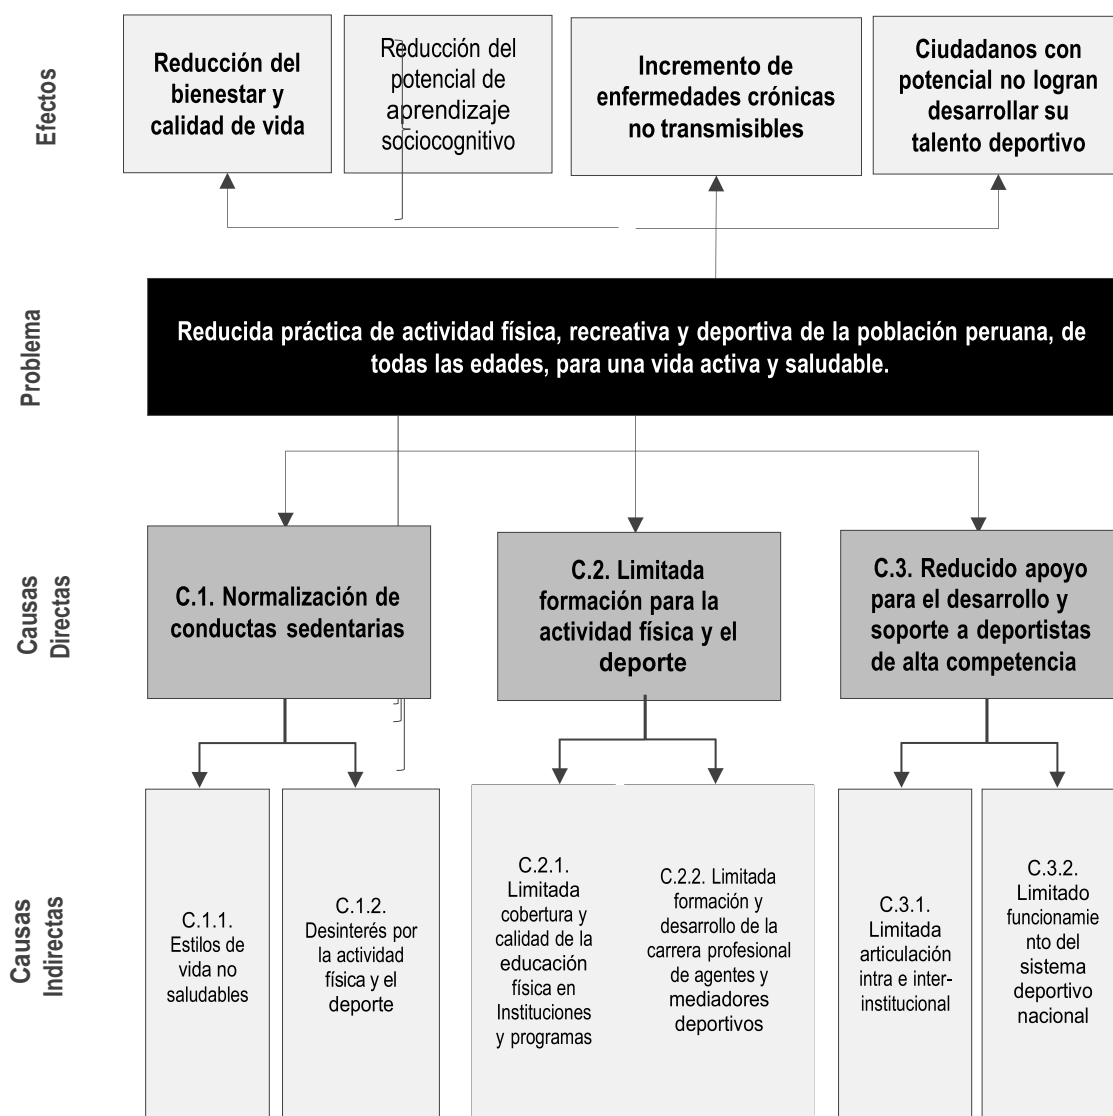 Efectos
Reducción del
bienestar y
calidad de vida
Reducción del
potencial de
aprendizaje
sociocognitivo
Incremento de
enfermedades crónicas
no transmisibles
Ciudadanos con
potencial no logran
desarrollar su
talento deportivo
Problema
Reducida práctica de actividad física, recreativa y deportiva de la población peruana, de
todas las edades, para una vida activa y saludable.
Causas
Directas
C.1. Normalización de
conductas sedentarias
C.2. Limitada
formación para la
actividad física y el
deporte
C.3. Reducido apoyo
para el desarrollo y
soporte a deportistas
de alta competencia
Causas
Indirectas
C.1.1.
Estilos de
vida no
saludables
C.1.2.
Desinterés por
la actividad
física y el
deporte
C.2.1.
Limitada
cobertura y
calidad de la
educación
física en
Instituciones
y programas
C.2.2. Limitada
formación y
desarrollo de la
carrera profesional
de agentes y
mediadores
deportivos
C.3.1.
Limitada
articulación
intra e inter-
institucional
C.3.2.
Limitado
funcionamie
nto del
sistema
deportivo
nacional